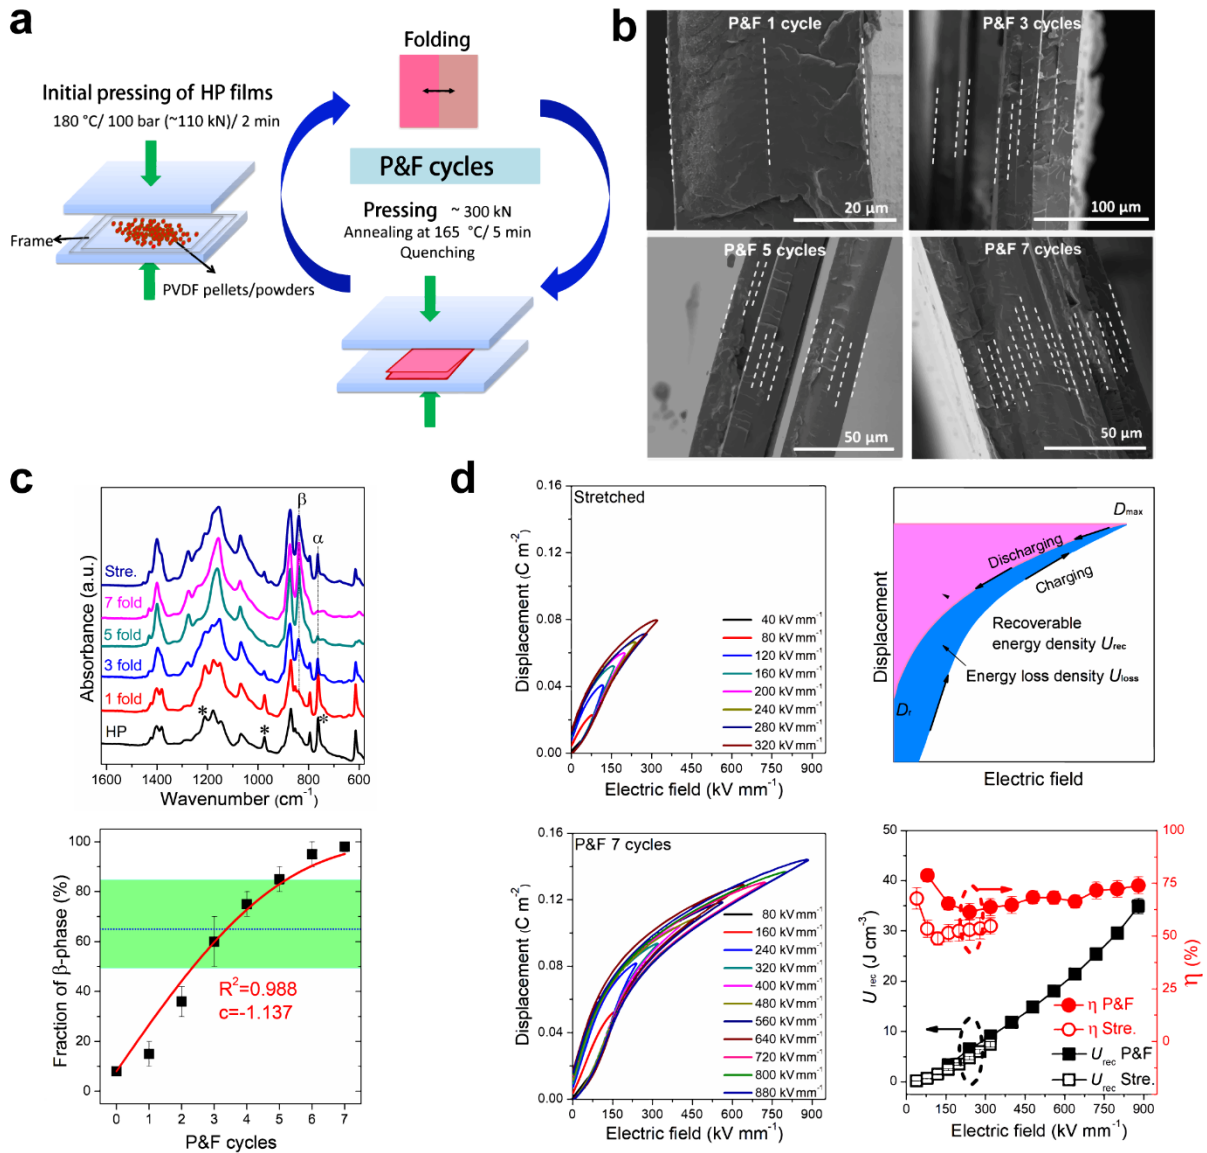 a
Initial pressing of HP films
180 °C/ 100 bar (~110 kN)/ 2 min
Frame
PVDF pellets/powders
Folding
P&F cycles
Pressing ~ 300 kN
Annealing at 165 °C/ 5 min
Quenching
b
P&F 1 cycle
20 µm
P&F 3 cycles
100 µm
P&F 5 cycles
50 µm
P&F 7 cycles
50 µm
c
β
α
Stre.
7 fold
5 fold
3 fold
1 fold
HP
* * *
Absorbance (a.u.)
1600 1400 1200 1000 800 600
Wavenumber (cm⁻¹)
100
80
60
40
20
0
Fraction of β-phase (%)
R²=0.988
c=-1.137
0 1 2 3 4 5 6 7
P&F cycles
d
Stretched
0.16
0.12
0.08
0.04
0.00
Displacement (C m⁻²)
40 kV mm⁻¹
80 kV mm⁻¹
120 kV mm⁻¹
160 kV mm⁻¹
200 kV mm⁻¹
240 kV mm⁻¹
280 kV mm⁻¹
320 kV mm⁻¹
0 150 300 450 600 750 900
Electric field (kV mm⁻¹)
Dmax
Discharging
Charging
Recoverable
energy density Urec
Energy loss density Uloss
Dr
Displacement
Electric field
P&F 7 cycles
0.16
0.12
0.08
0.04
0.00
Displacement (C m⁻²)
80 kV mm⁻¹
160 kV mm⁻¹
240 kV mm⁻¹
320 kV mm⁻¹
400 kV mm⁻¹
480 kV mm⁻¹
560 kV mm⁻¹
640 kV mm⁻¹
720 kV mm⁻¹
800 kV mm⁻¹
880 kV mm⁻¹
0 150 300 450 600 750 900
Electric field (kV mm⁻¹)
50
40
30
20
10
0
Urec (J cm⁻³)
100
75
50
25
0
η (%)
η P&F
η Stre.
Urec P&F
Urec Stre.
0 150 300 450 600 750 900
Electric field (kV mm⁻¹)